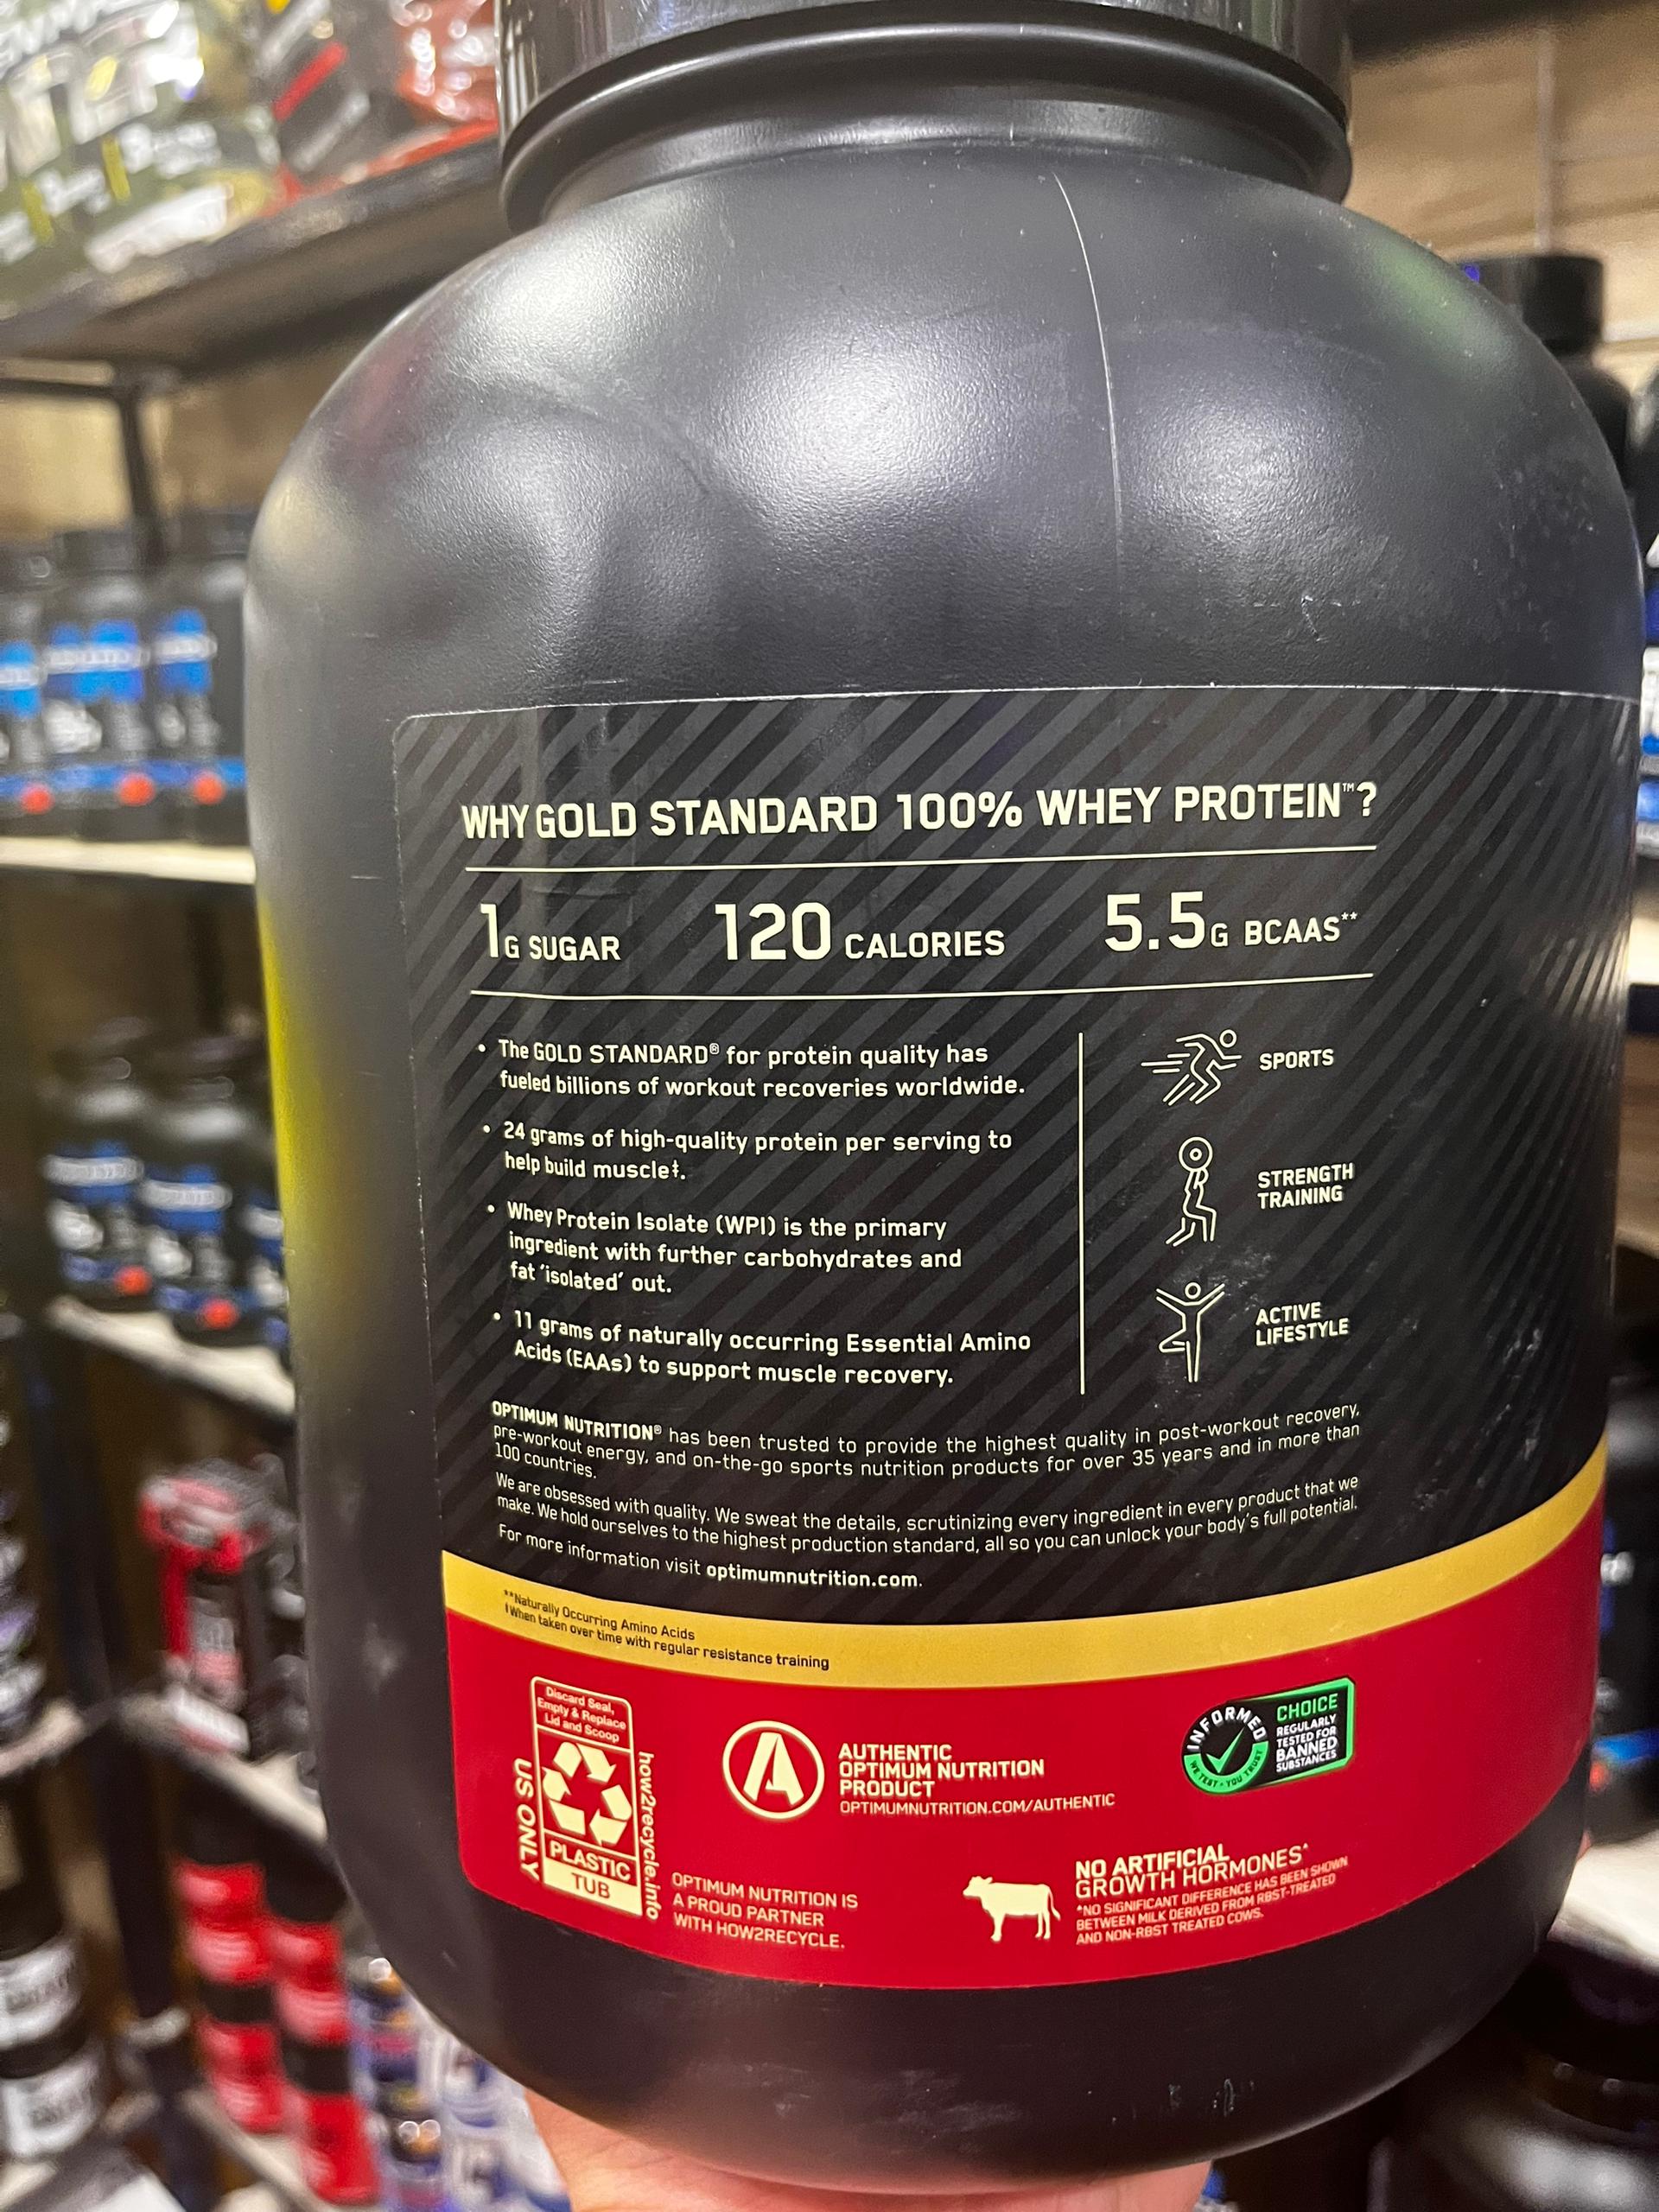 WHY GOLD STANDARD 100% WHEY PROTEIN™?
1G SUGAR 120 CALORIES 5.5G BCAAS**
• The GOLD STANDARD® for protein quality has
fueled billions of workout recoveries worldwide.
• 24 grams of high-quality protein per serving to
help build muscle‡.
• Whey Protein Isolate (WPI) is the primary
ingredient with further carbohydrates and
fat 'isolated' out.
• 11 grams of naturally occurring Essential Amino
Acids (EAAs) to support muscle recovery.
SPORTS
STRENGTH
TRAINING
ACTIVE
LIFESTYLE
OPTIMUM NUTRITION® has been trusted to provide the highest quality in post-workout recovery,
pre-workout energy, and on-the-go sports nutrition products for over 35 years and in more than
100 countries.
We are obsessed with quality. We sweat the details, scrutinizing every ingredient in every product that we
make. We hold ourselves to the highest production standard, all so you can unlock your body's full potential.
For more information visit optimumnutrition.com.
**Naturally Occurring Amino Acids
‡When taken over time with regular resistance training
Discard Seal,
Empty & Replace
Lid and Scoop
US ONLY
PLASTIC
TUB
how2recycle.info
OPTIMUM NUTRITION IS
A PROUD PARTNER
WITH HOW2RECYCLE.
AUTHENTIC
OPTIMUM NUTRITION
PRODUCT
OPTIMUMNUTRITION.COM/AUTHENTIC
INFORMED
WE TEST · YOU TRUST
CHOICE
REGULARLY
TESTED FOR
BANNED
SUBSTANCES
NO ARTIFICIAL
GROWTH HORMONES*
*NO SIGNIFICANT DIFFERENCE HAS BEEN SHOWN
BETWEEN MILK DERIVED FROM RBST-TREATED
AND NON-RBST TREATED COWS.